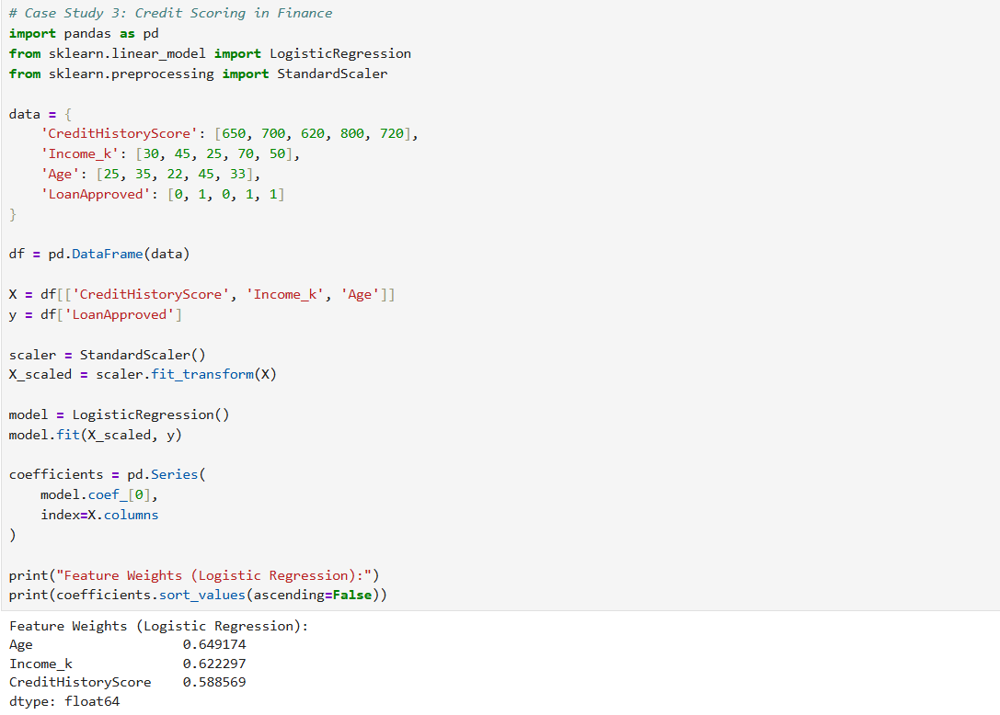 # Case Study 3: Credit Scoring in Finance
import pandas as pd
from sklearn.linear_model import LogisticRegression
from sklearn.preprocessing import StandardScaler

data = {
    'CreditHistoryScore': [650, 700, 620, 800, 720],
    'Income_k': [30, 45, 25, 70, 50],
    'Age': [25, 35, 22, 45, 33],
    'LoanApproved': [0, 1, 0, 1, 1]
}

df = pd.DataFrame(data)

X = df[['CreditHistoryScore', 'Income_k', 'Age']]
y = df['LoanApproved']

scaler = StandardScaler()
X_scaled = scaler.fit_transform(X)

model = LogisticRegression()
model.fit(X_scaled, y)

coefficients = pd.Series(
    model.coef_[0],
    index=X.columns
)

print("Feature Weights (Logistic Regression):")
print(coefficients.sort_values(ascending=False))
Feature Weights (Logistic Regression):
Age                   0.649174
Income_k              0.622297
CreditHistoryScore    0.588569
dtype: float64